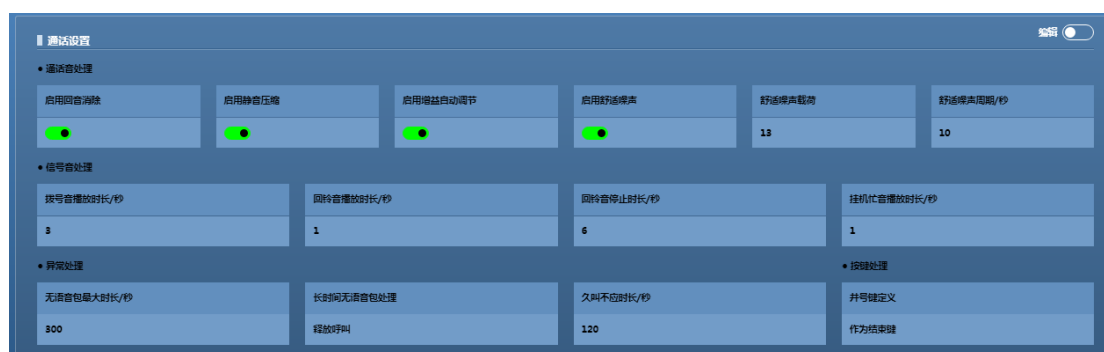 编辑
通话设置
● 通话音处理
启用回音消除 启用静音压缩 启用增益自动调节 启用舒适噪声 舒适噪声载荷 舒适噪声周期/秒
13 10
● 信号音处理
拨号音播放时长/秒 回铃音播放时长/秒 回铃音停止时长/秒 挂机忙音播放时长/秒
3 1 6 1
● 异常处理 ● 按键处理
无语音包最大时长/秒 长时间无语音包处理 久叫不应时长/秒 井号键定义
300 释放呼叫 120 作为结束键